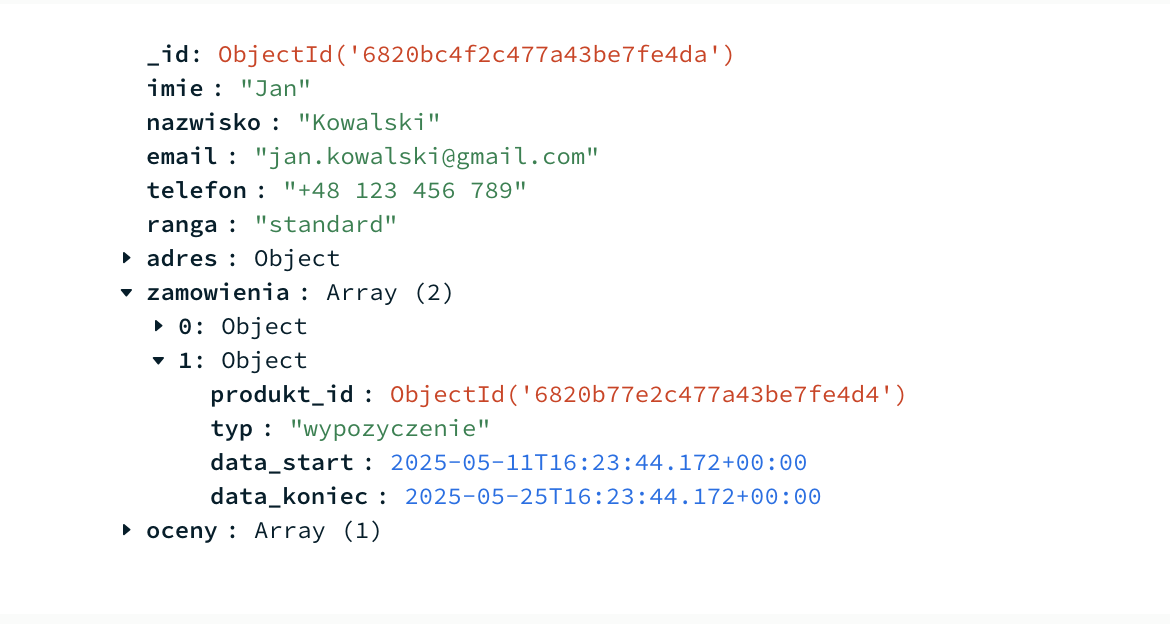 _id: ObjectId('6820bc4f2c477a43be7fe4da')
imie : "Jan"
nazwisko : "Kowalski"
email : "jan.kowalski@gmail.com"
telefon : "+48 123 456 789"
ranga : "standard"
adres : Object
zamowienia : Array (2)
0: Object
1: Object
produkt_id : ObjectId('6820b77e2c477a43be7fe4d4')
typ : "wypozyczenie"
data_start : 2025-05-11T16:23:44.172+00:00
data_koniec : 2025-05-25T16:23:44.172+00:00
oceny : Array (1)